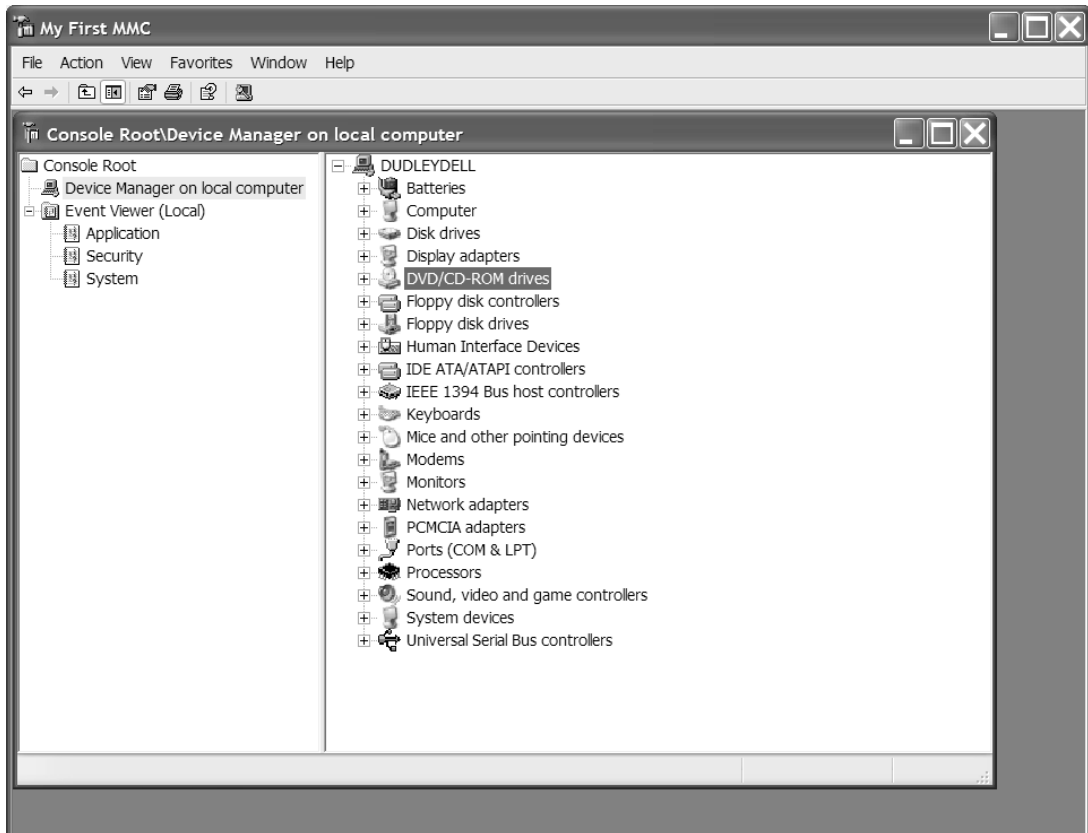 My First MMC
File Action View Favorites Window Help
Console Root\Device Manager on local computer
Console Root
Device Manager on local computer
Event Viewer (Local)
Application
Security
System
DUDLEYDELL
Batteries
Computer
Disk drives
Display adapters
DVD/CD-ROM drives
Floppy disk controllers
Floppy disk drives
Human Interface Devices
IDE ATA/ATAPI controllers
IEEE 1394 Bus host controllers
Keyboards
Mice and other pointing devices
Modems
Monitors
Network adapters
PCMCIA adapters
Ports (COM & LPT)
Processors
Sound, video and game controllers
System devices
Universal Serial Bus controllers